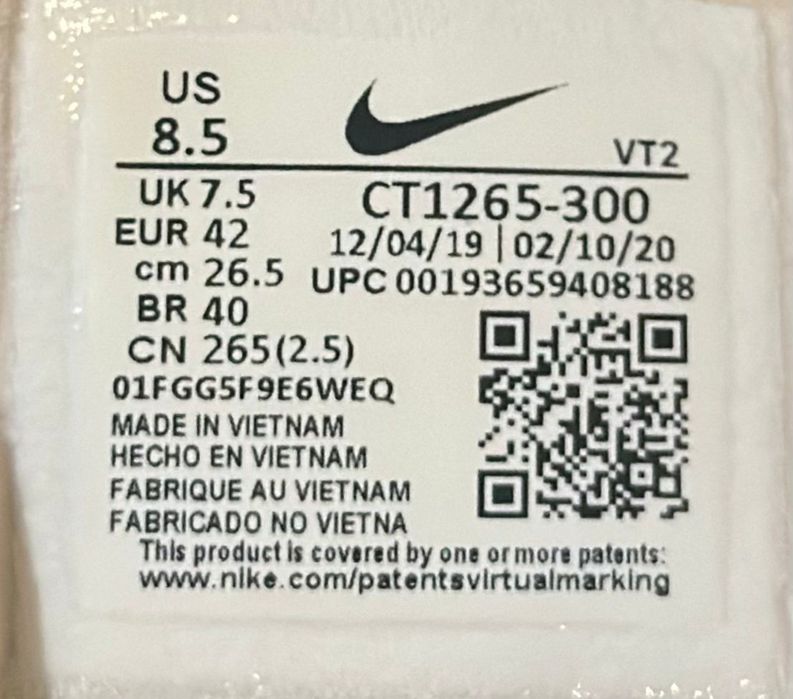 US
8.5
VT2
UK 7.5
CT1265-300
EUR 42
12/04/19 | 02/10/20
cm 26.5
UPC 00193659408188
BR 40
CN 265(2.5)
01FGG5F9E6WEQ
MADE IN VIETNAM
HECHO EN VIETNAM
FABRIQUE AU VIETNAM
FABRICADO NO VIETNA
This product is covered by one or more patents:
www.nike.com/patentsvirtualmarking